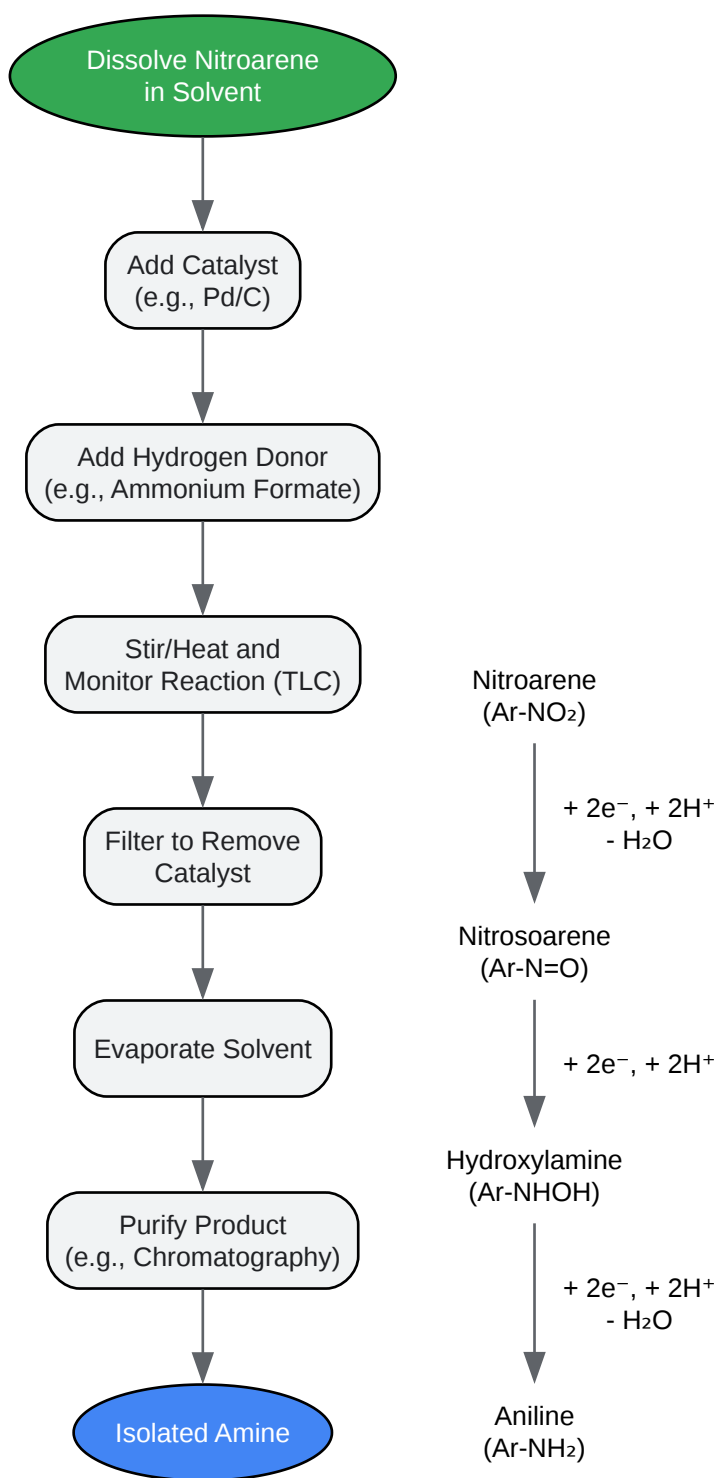 Dissolve Nitroarene
in Solvent
Add Catalyst
(e.g., Pd/C)
Add Hydrogen Donor
(e.g., Ammonium Formate)
Stir/Heat and
Monitor Reaction (TLC)
Filter to Remove
Catalyst
Evaporate Solvent
Purify Product
(e.g., Chromatography)
Isolated Amine
Nitroarene
(Ar-NO₂)
+ 2e⁻, + 2H⁺
- H₂O
Nitrosoarene
(Ar-N=O)
+ 2e⁻, + 2H⁺
Hydroxylamine
(Ar-NHOH)
+ 2e⁻, + 2H⁺
- H₂O
Aniline
(Ar-NH₂)